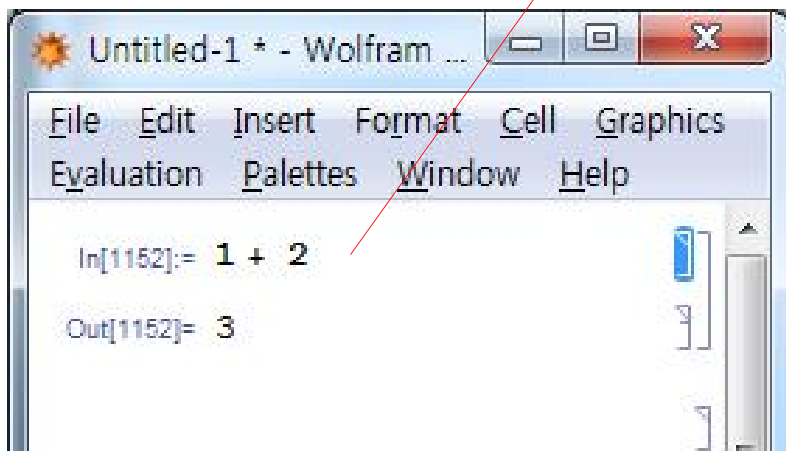 Untitled-1 * - Wolfram ...
File Edit Insert Format Cell Graphics
Evaluation Palettes Window Help
In[1152]:= 1 + 2
Out[1152]= 3